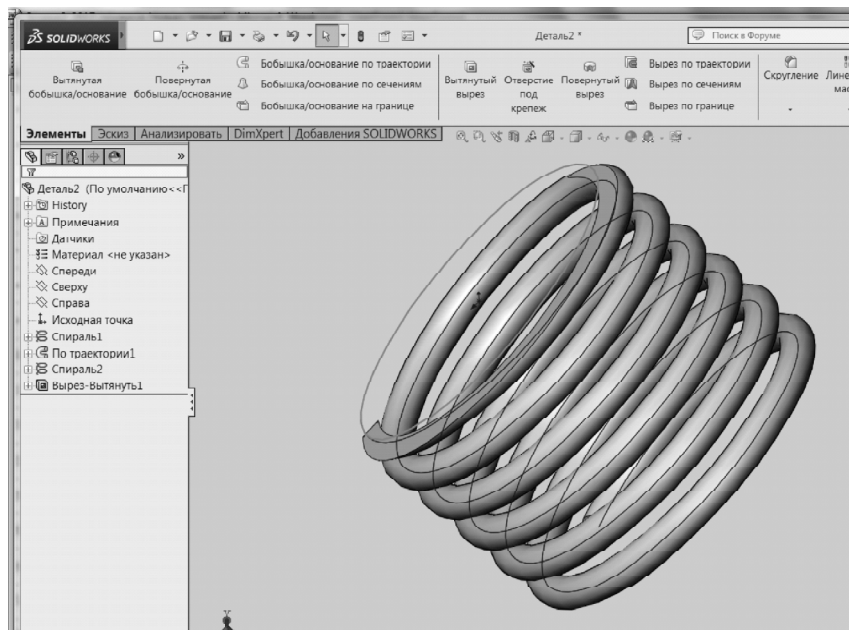 SOLIDWORKS
Деталь2 *
Поиск в Форуме
Вытянутая
бобышка/основание
Повернутая
бобышка/основание
Бобышка/основание по траектории
Бобышка/основание по сечениям
Бобышка/основание на границе
Вытянутый
вырез
Отверстие
под
крепеж
Повернутый
вырез
Вырез по траектории
Вырез по сечениям
Вырез по границе
Скругление
Лине
мас
Элементы
Эскиз
Анализировать
DimXpert
Добавления SOLIDWORKS
»
Деталь2 (По умолчанию<<П
History
Примечания
Датчики
Материал <не указан>
Спереди
Сверху
Справа
Исходная точка
Спираль1
По траектории1
Спираль2
Вырез-Вытянуть1
Y